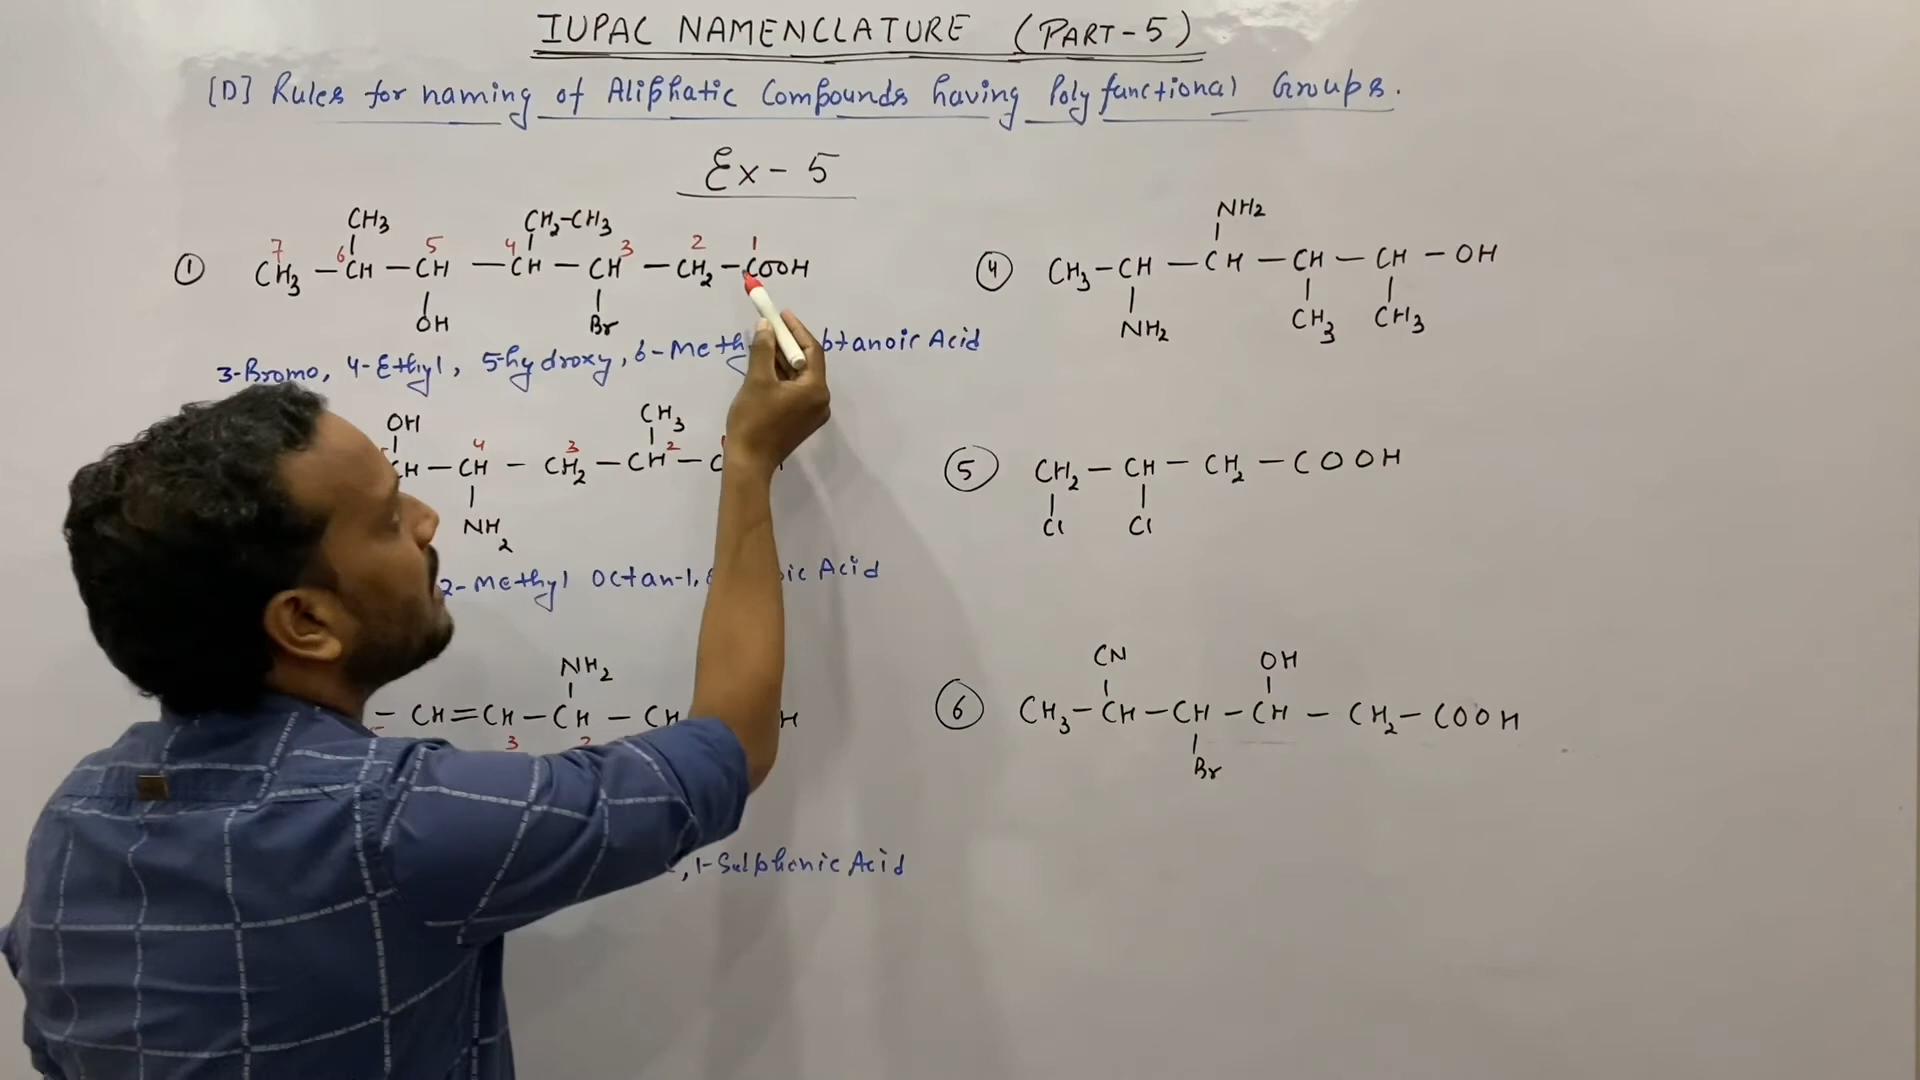 IUPAC NAMENCLATURE (PART-5)
[D] Rules for naming of Aliphatic Compounds having Polyfunctional Groups.
Ex-5
CH3 CH2-CH3
7 6 5 4 3 2 1
① CH3 — CH — CH — CH — CH — CH2 — COOH
OH Br
3-Bromo, 4-Ethyl, 5-hydroxy, 6-Meth btanoic Acid
OH CH3
4 3 2
CH — CH — CH2 — CH — C
NH2
2-Methyl Octan-1, ic Acid
NH2
— CH=CH — CH — CH H
3 2
, 1-Sulphonic Acid
NH2
④ CH3 — CH — CH — CH — CH — OH
NH2 CH3 CH3
⑤ CH2 — CH — CH2 — COOH
Cl Cl
CN OH
⑥ CH3 — CH — CH — CH — CH2 — COOH
Br